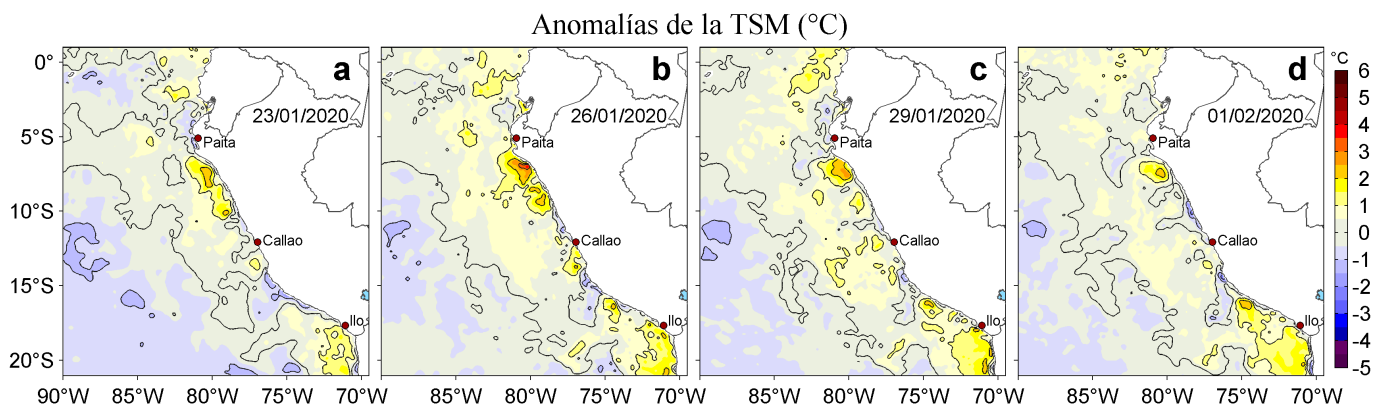 Anomalías de la TSM (°C)
a
23/01/2020
Paita
Callao
Ilo
b
26/01/2020
Paita
Callao
Ilo
c
29/01/2020
Paita
Callao
Ilo
d
01/02/2020
Paita
Callao
Ilo
0°
5°S
10°S
15°S
20°S
90°W 85°W 80°W 75°W 70°W
85°W 80°W 75°W 70°W
85°W 80°W 75°W 70°W
85°W 80°W 75°W 70°W
°C
6
5
4
3
2
1
0
-1
-2
-3
-4
-5